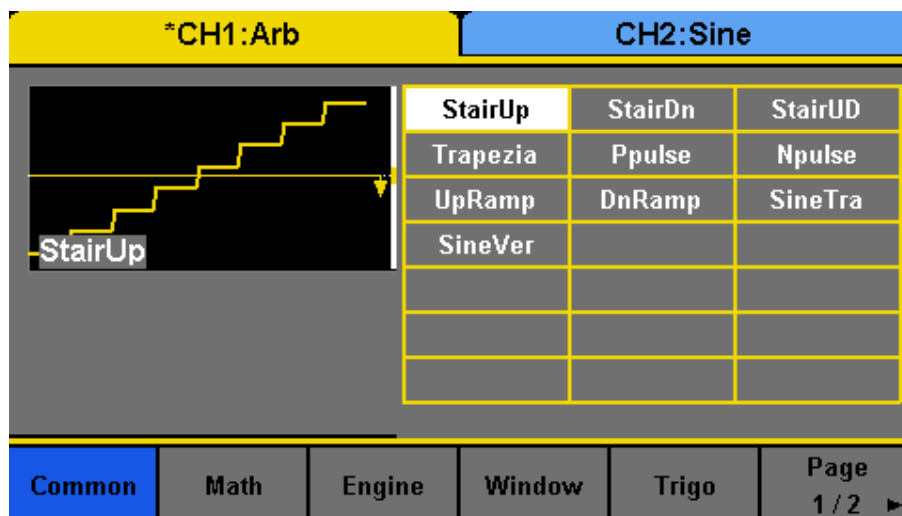 *CH1:Arb CH2:Sine
StairUp StairDn StairUD
Trapezia Ppulse Npulse
UpRamp DnRamp SineTra
SineVer
StairUp
Common Math Engine Window Trigo Page
1/2